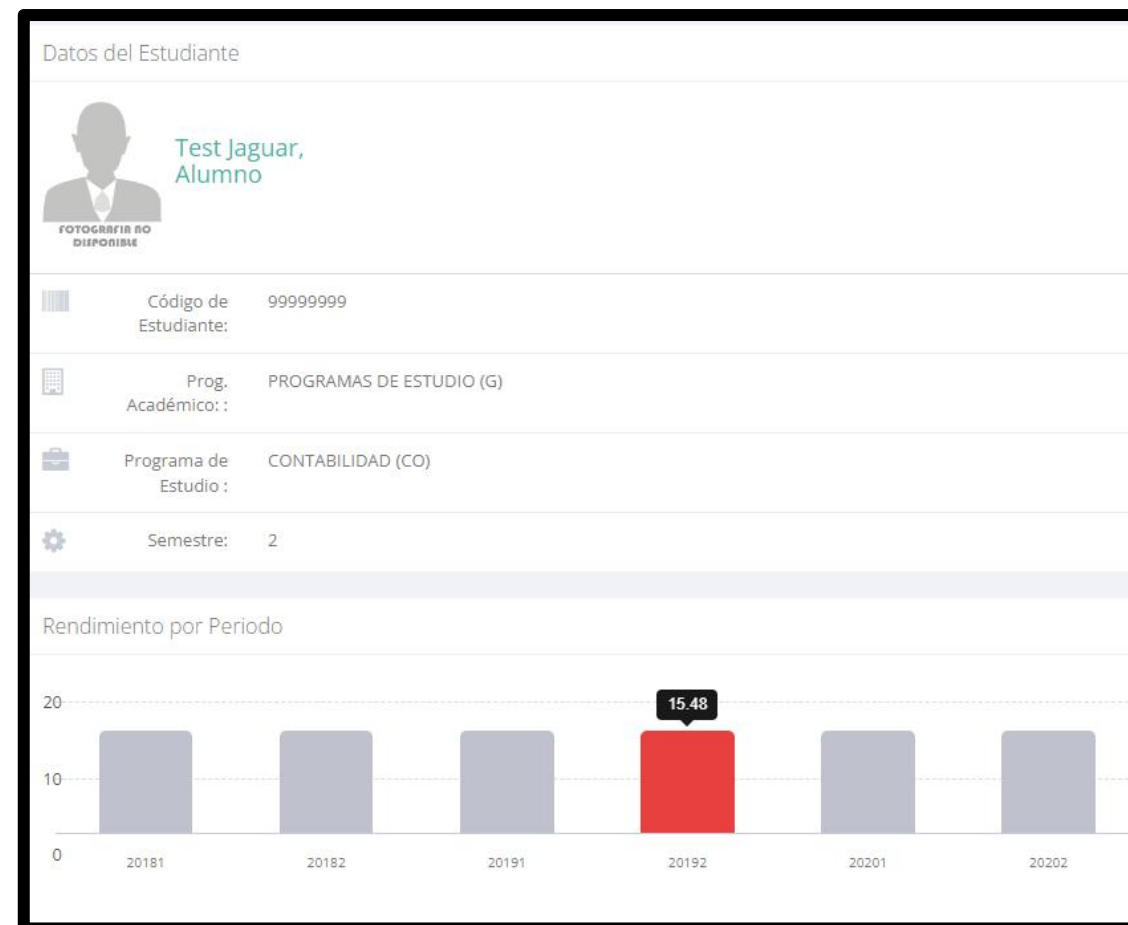 Datos del Estudiante
Test Jaguar,
Alumno
FOTOGRAFIA NO
DISPONIBLE
Código de
Estudiante:
99999999
Prog.
Académico: :
PROGRAMAS DE ESTUDIO (G)
Programa de
Estudio :
CONTABILIDAD (CO)
Semestre: 2
Rendimiento por Periodo
20
15.48
10
0
20181 20182 20191 20192 20201 20202